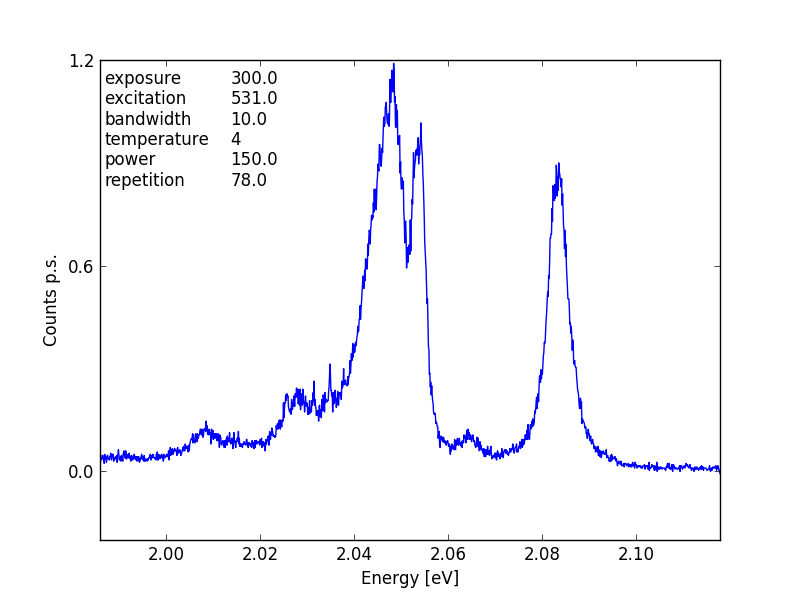 1.2
exposure 300.0
excitation 531.0
bandwidth 10.0
temperature 4
power 150.0
repetition 78.0
0.6
Counts p.s.
0.0
2.00 2.02 2.04 2.06 2.08 2.10
Energy [eV]